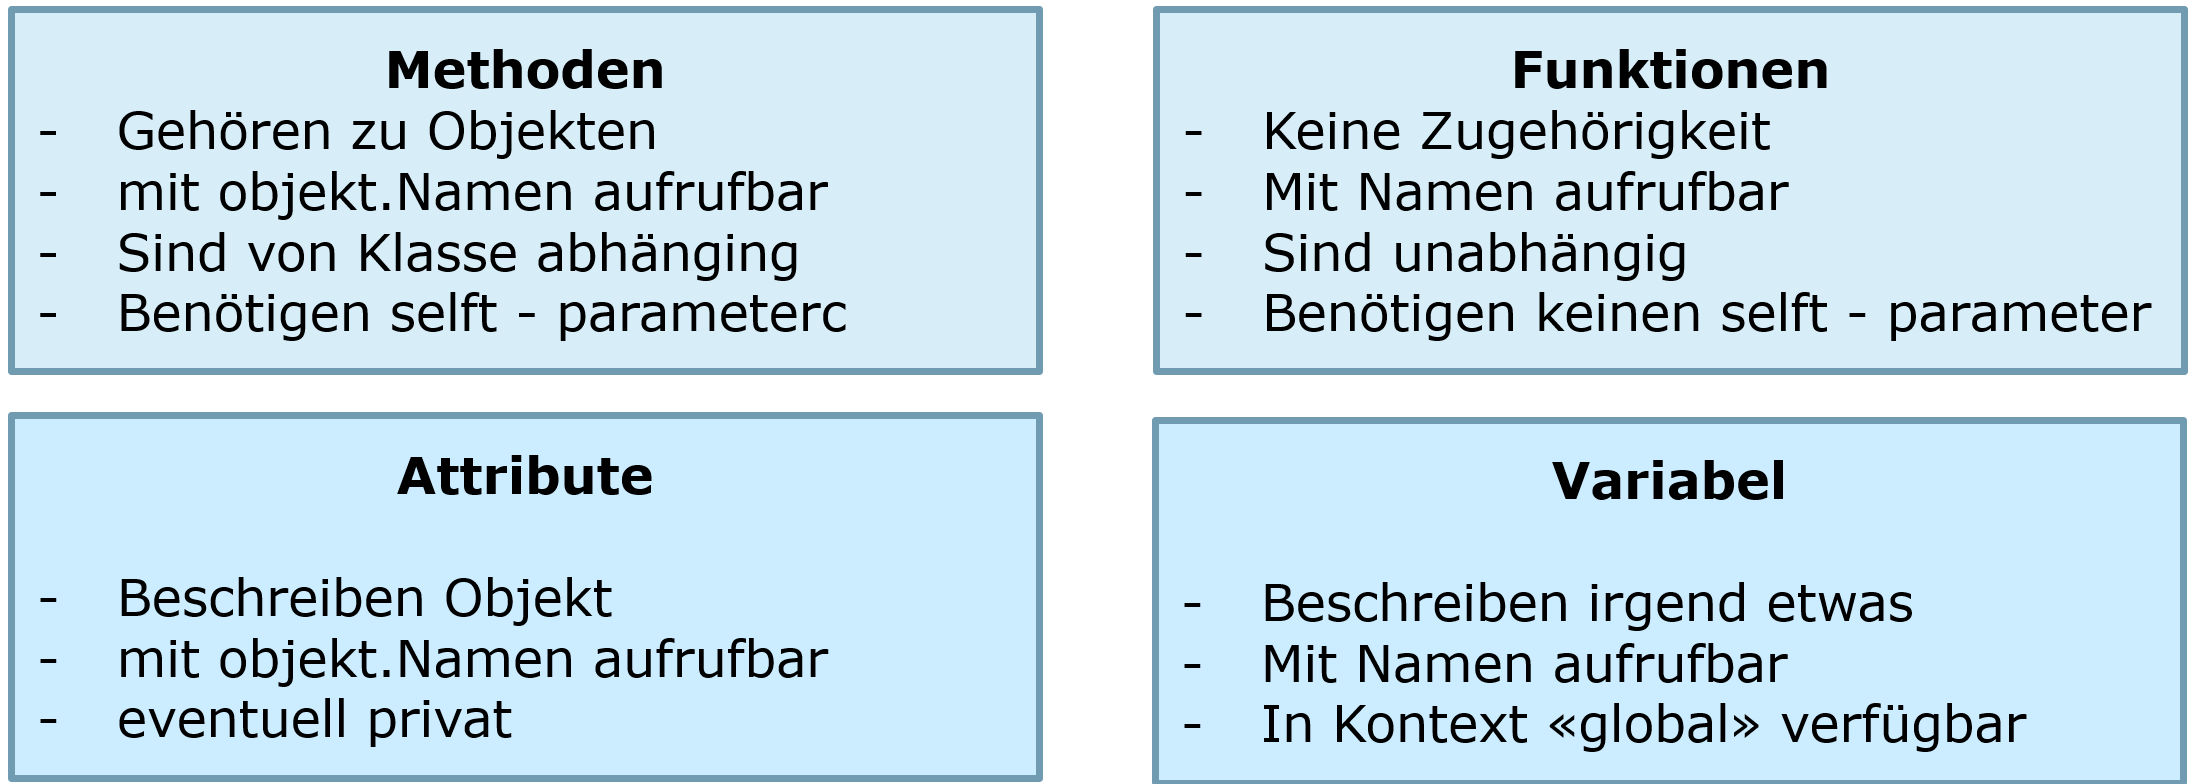 Methoden
- Gehören zu Objekten
- mit objekt.Namen aufrufbar
- Sind von Klasse abhänging
- Benötigen selft - parameterc
Funktionen
- Keine Zugehörigkeit
- Mit Namen aufrufbar
- Sind unabhängig
- Benötigen keinen selft - parameter
Attribute
- Beschreiben Objekt
- mit objekt.Namen aufrufbar
- eventuell privat
Variabel
- Beschreiben irgend etwas
- Mit Namen aufrufbar
- In Kontext «global» verfügbar